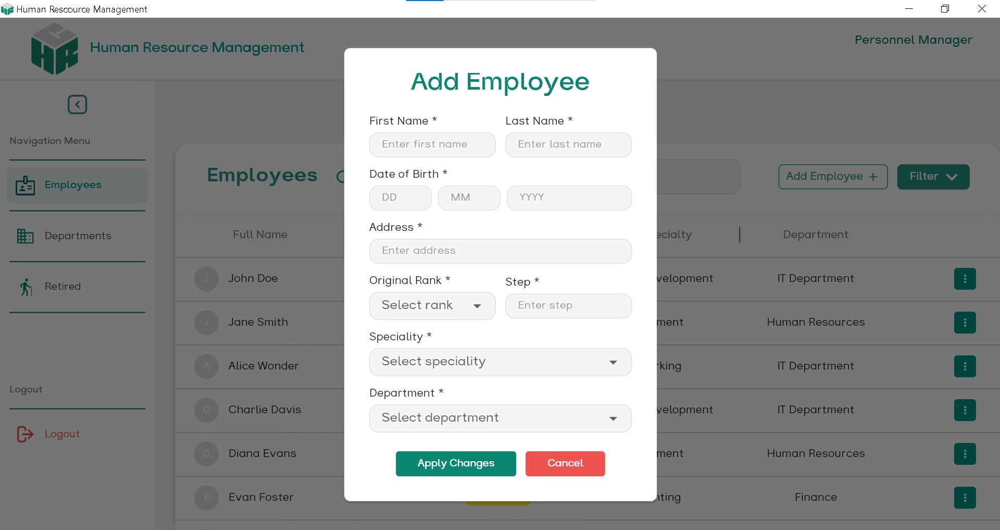 Human Rescource Management
HR
Human Resource Management
Personnel Manager
Navigation Menu
Employees
Departments
Retired
Logout
Logout
Employees
Add Employee +
Filter
Full Name
ecialty
Department
J John Doe velopment IT Department
J Jane Smith ment Human Resources
A Alice Wonder rking IT Department
C Charlie Davis velopment IT Department
D Diana Evans ment Human Resources
E Evan Foster nting Finance
Add Employee
First Name * Last Name *
Enter first name Enter last name
Date of Birth *
DD MM YYYY
Address *
Enter address
Original Rank * Step *
Select rank Enter step
Speciality *
Select speciality
Department *
Select department
Apply Changes Cancel